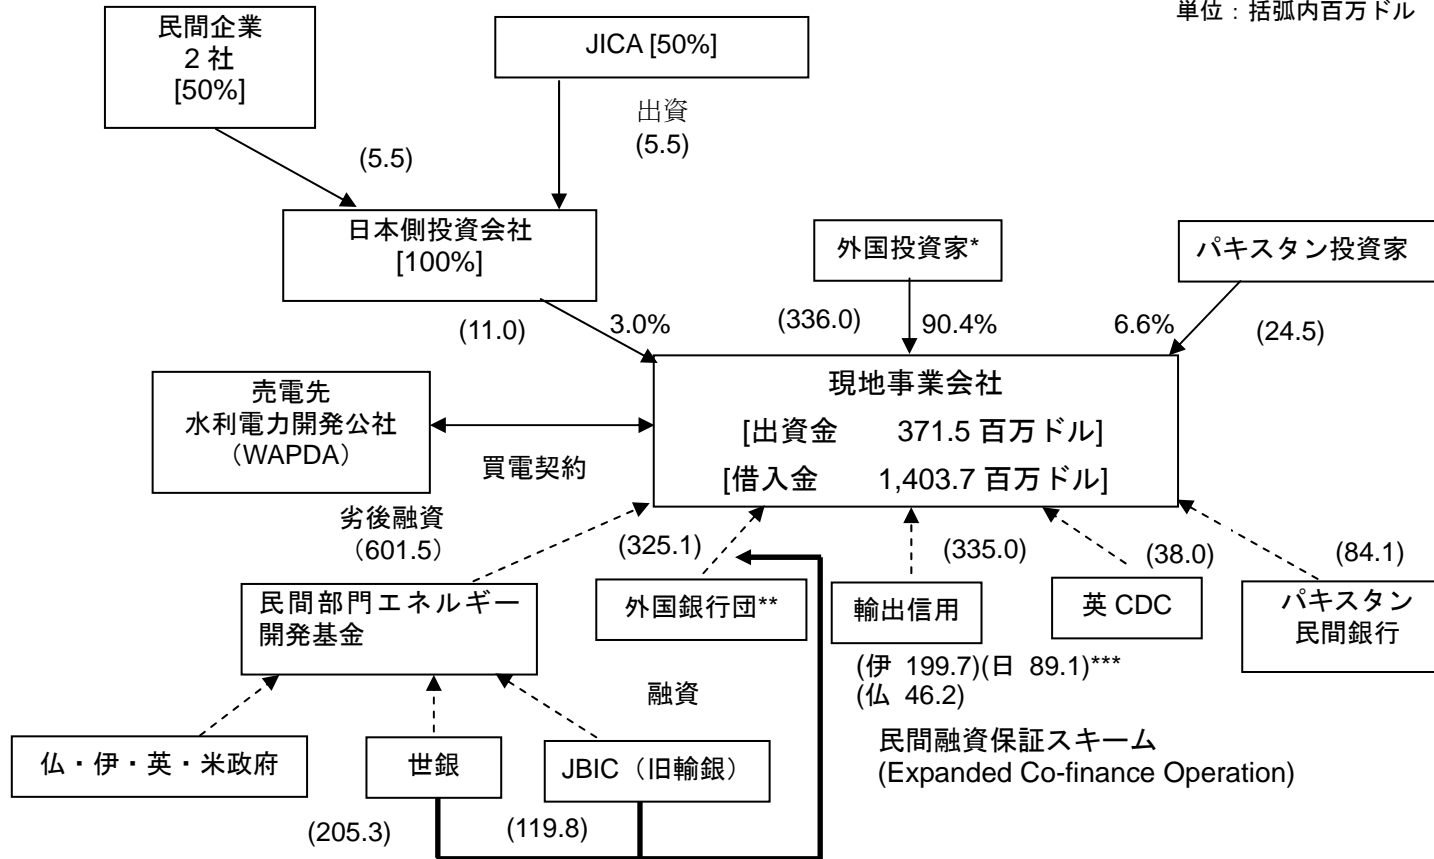 単位：括弧内百万ドル
民間企業
2 社
[50%]
JICA [50%]
出資
(5.5)
(5.5)
日本側投資会社
[100%]
外国投資家*
パキスタン投資家
(11.0)
3.0%
(336.0)
90.4%
6.6%
(24.5)
現地事業会社
[出資金 371.5 百万ドル]
[借入金 1,403.7 百万ドル]
売電先
水利電力開発公社
（WAPDA）
買電契約
劣後融資
（601.5）
(325.1)
(335.0)
(38.0)
(84.1)
民間部門エネルギー
開発基金
外国銀行団**
輸出信用
英 CDC
パキスタン
民間銀行
(伊 199.7)(日 89.1)***
(仏 46.2)
融資
民間融資保証スキーム
(Expanded Co-finance Operation)
仏・伊・英・米政府
世銀
JBIC（旧輸銀）
(205.3)
(119.8)